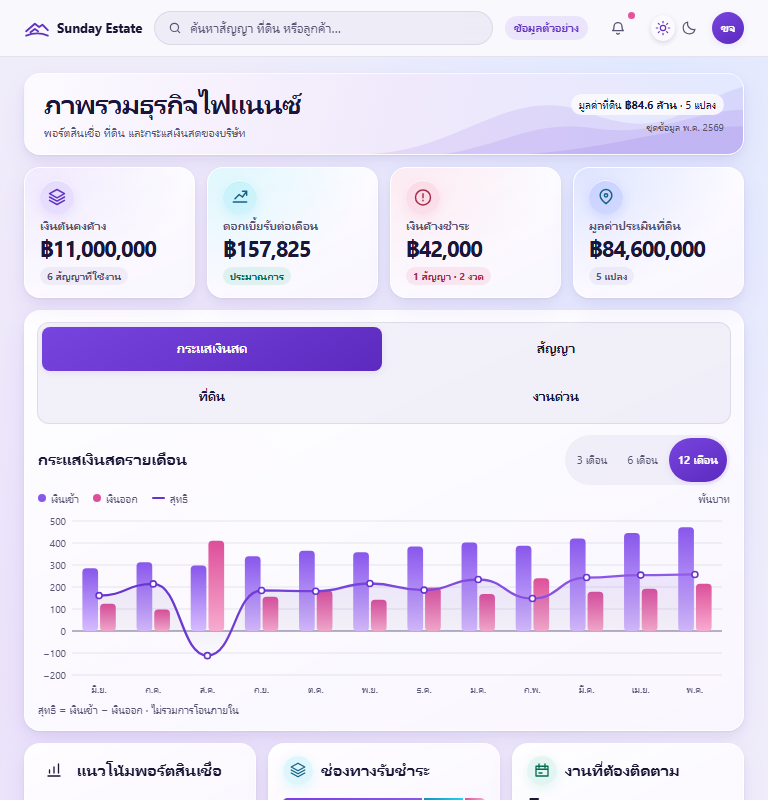 Sunday Estate
ค้นหาสัญญา ที่ดิน หรือลูกค้า...
ข้อมูลตัวอย่าง
ขจ
ภาพรวมธุรกิจไฟแนนซ์
พอร์ตสินเชื่อ ที่ดิน และกระแสเงินสดของบริษัท
มูลค่าที่ดิน ฿84.6 ล้าน · 5 แปลง
ชุดข้อมูล พ.ค. 2569
เงินต้นคงค้าง
฿11,000,000
6 สัญญาที่ใช้งาน
ดอกเบี้ยรับต่อเดือน
฿157,825
ประมาณการ
เงินค้างชำระ
฿42,000
1 สัญญา · 2 งวด
มูลค่าประเมินที่ดิน
฿84,600,000
5 แปลง
กระแสเงินสด
สัญญา
ที่ดิน
งานด่วน
กระแสเงินสดรายเดือน
3 เดือน 6 เดือน 12 เดือน
เงินเข้า เงินออก สุทธิ
พันบาท
500
400
300
200
100
0
−100
−200
มิ.ย. ก.ค. ส.ค. ก.ย. ต.ค. พ.ย. ธ.ค. ม.ค. ก.พ. มี.ค. เม.ย. พ.ค.
สุทธิ = เงินเข้า − เงินออก · ไม่รวมการโอนภายใน
แนวโน้มพอร์ตสินเชื่อ
ช่องทางรับชำระ
งานที่ต้องติดตาม